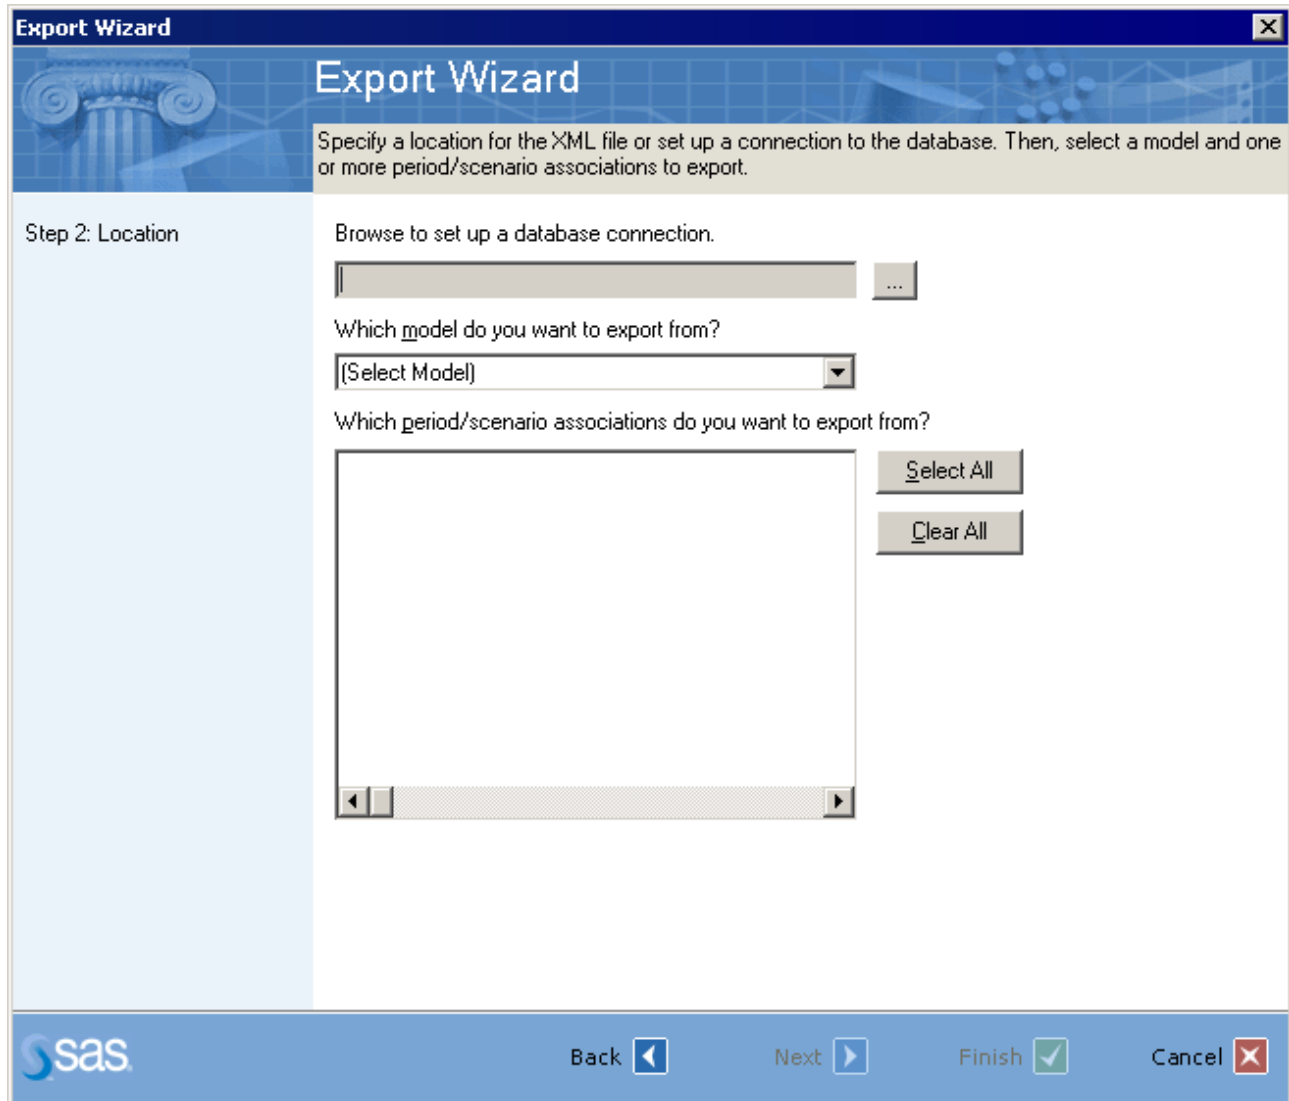 Export Wizard
Export Wizard
Specify a location for the XML file or set up a connection to the database. Then, select a model and one
or more period/scenario associations to export.
Step 2: Location
Browse to set up a database connection.
...
Which model do you want to export from?
(Select Model)
Which period/scenario associations do you want to export from?
Select All
Clear All
sas.
Back
Next
Finish
Cancel